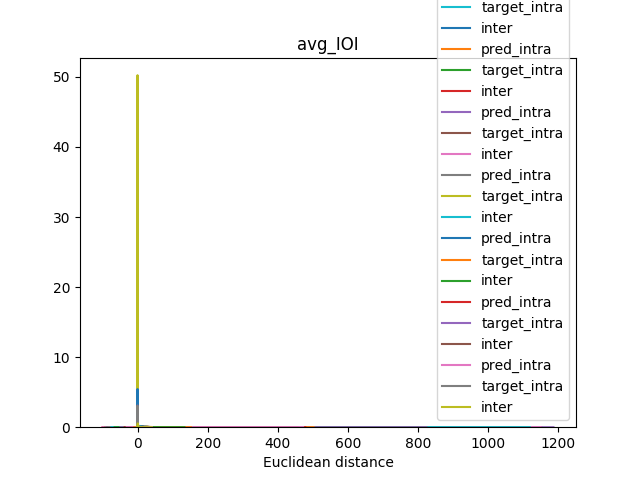 target_intra
inter
avg_IOI
pred_intra
target_intra
inter
pred_intra
target_intra
inter
pred_intra
target_intra
inter
pred_intra
target_intra
inter
pred_intra
target_intra
inter
pred_intra
target_intra
inter
50
40
30
20
10
0
0 200 400 600 800 1000 1200
Euclidean distance